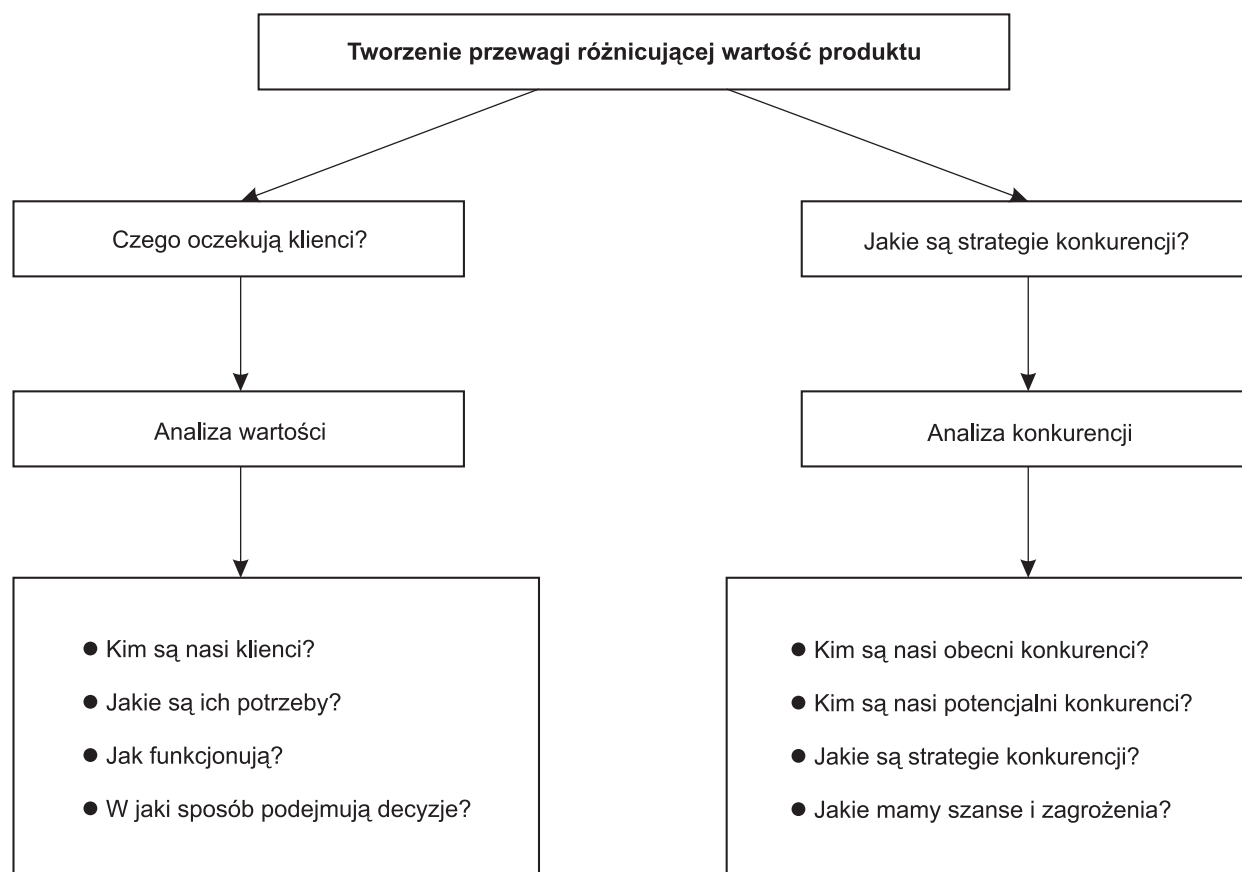 Tworzenie przewagi różnicującej wartość produktu
Czego oczekują klienci?
Jakie są strategie konkurencji?
Analiza wartości
Analiza konkurencji
● Kim są nasi klienci?
● Jakie są ich potrzeby?
● Jak funkcjonują?
● W jaki sposób podejmują decyzje?
● Kim są nasi obecni konkurenci?
● Kim są nasi potencjalni konkurenci?
● Jakie są strategie konkurencji?
● Jakie mamy szanse i zagrożenia?